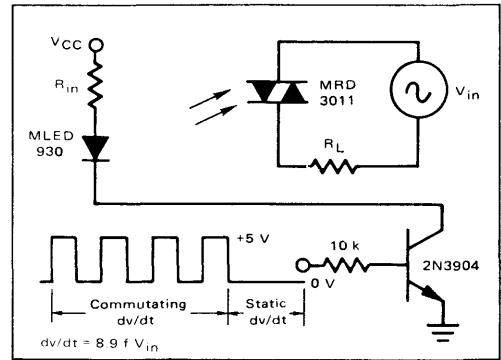 VCC
Rin
MLED
930
MRD
3011
Vin
RL
+5 V
10 k
2N3904
0 V
Commutating
dv/dt
Static
dv/dt
dv/dt = 8.9 f Vin